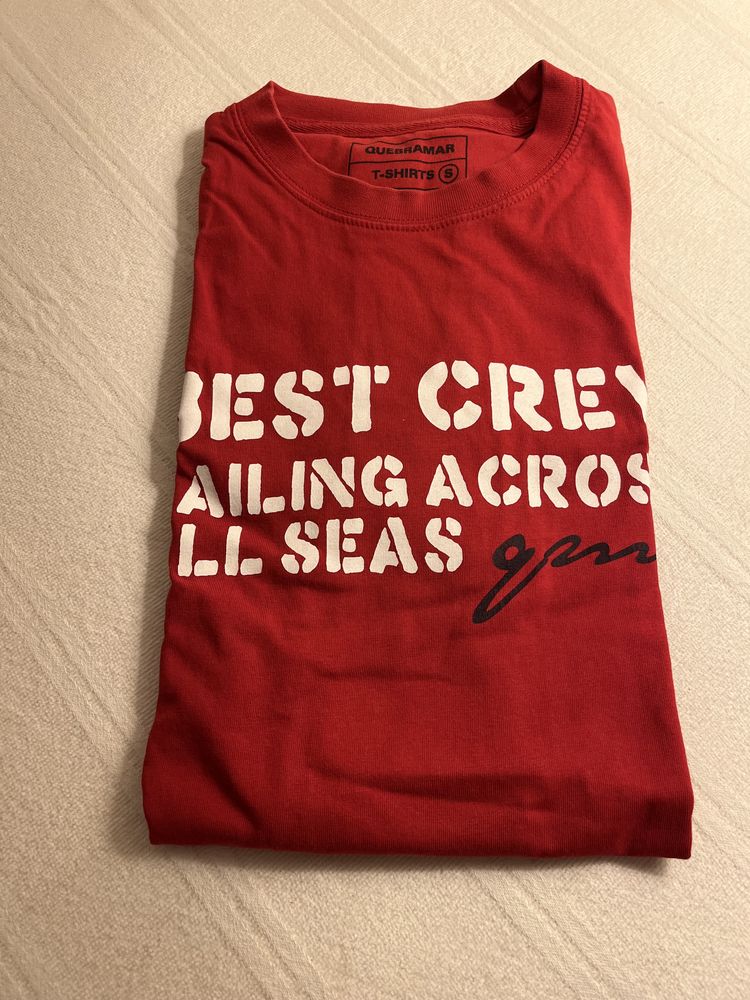 QUEBRAMAR
T-SHIRTS S
BEST CREW
AILING ACROS
LL SEAS